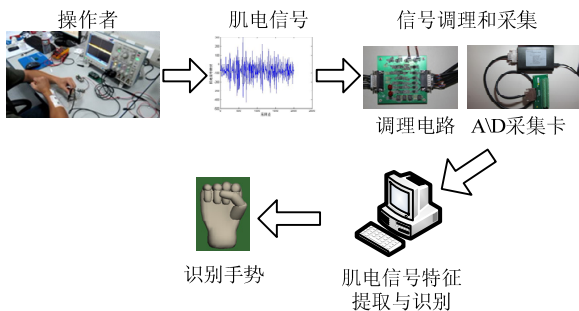 操作者
肌电信号
信号调理和采集
调理电路
A\D采集卡
识别手势
肌电信号特征
提取与识别